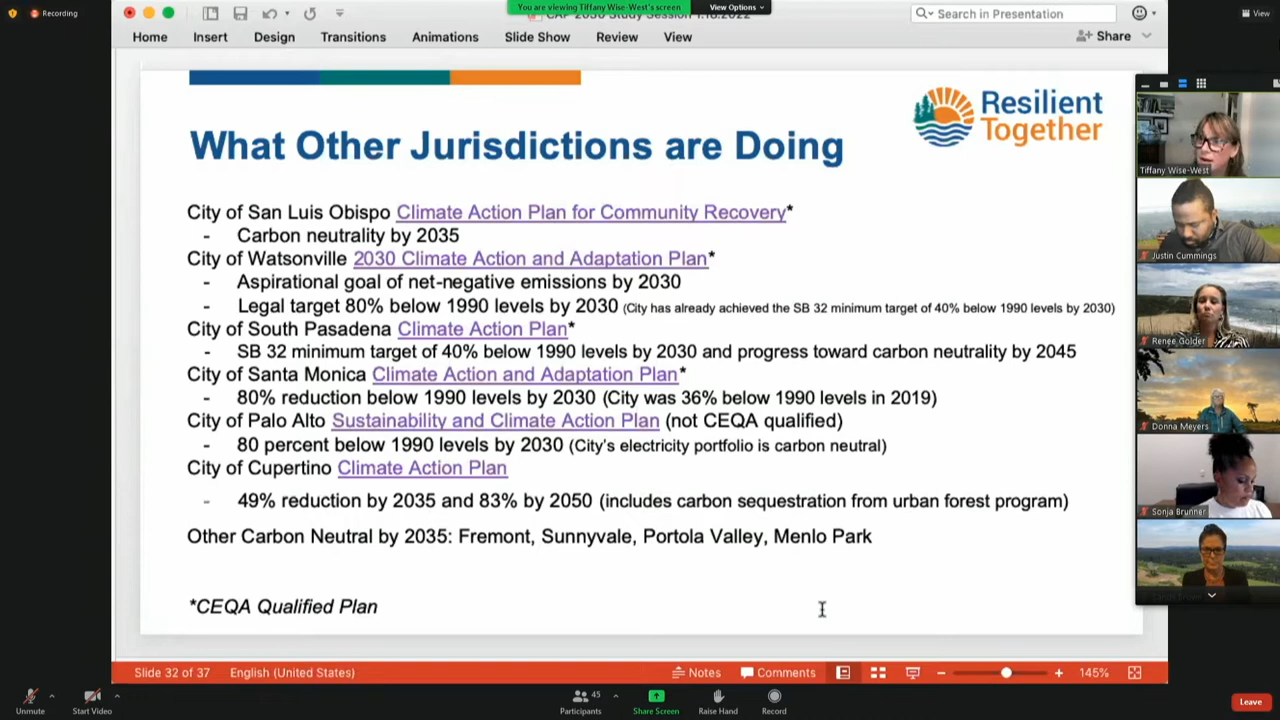 Recording
You are viewing Tiffany Wise-West's screen
View Options
View
CAP 2030 Study Session 1.18.2022
Search in Presentation
Home Insert Design Transitions Animations Slide Show Review View
Share
Resilient
Together
What Other Jurisdictions are Doing
City of San Luis Obispo Climate Action Plan for Community Recovery*
- Carbon neutrality by 2035
City of Watsonville 2030 Climate Action and Adaptation Plan*
- Aspirational goal of net-negative emissions by 2030
- Legal target 80% below 1990 levels by 2030 (City has already achieved the SB 32 minimum target of 40% below 1990 levels by 2030)
City of South Pasadena Climate Action Plan*
- SB 32 minimum target of 40% below 1990 levels by 2030 and progress toward carbon neutrality by 2045
City of Santa Monica Climate Action and Adaptation Plan*
- 80% reduction below 1990 levels by 2030 (City was 36% below 1990 levels in 2019)
City of Palo Alto Sustainability and Climate Action Plan (not CEQA qualified)
- 80 percent below 1990 levels by 2030 (City's electricity portfolio is carbon neutral)
City of Cupertino Climate Action Plan
- 49% reduction by 2035 and 83% by 2050 (includes carbon sequestration from urban forest program)
Other Carbon Neutral by 2035: Fremont, Sunnyvale, Portola Valley, Menlo Park
*CEQA Qualified Plan
Tiffany Wise-West
Justin Cummings
Renee Golder
Donna Meyers
Sonja Brunner
Slide 32 of 37 English (United States)
Notes Comments
145%
Unmute
Start Video
45
Participants
Share Screen
Raise Hand
Record
Leave